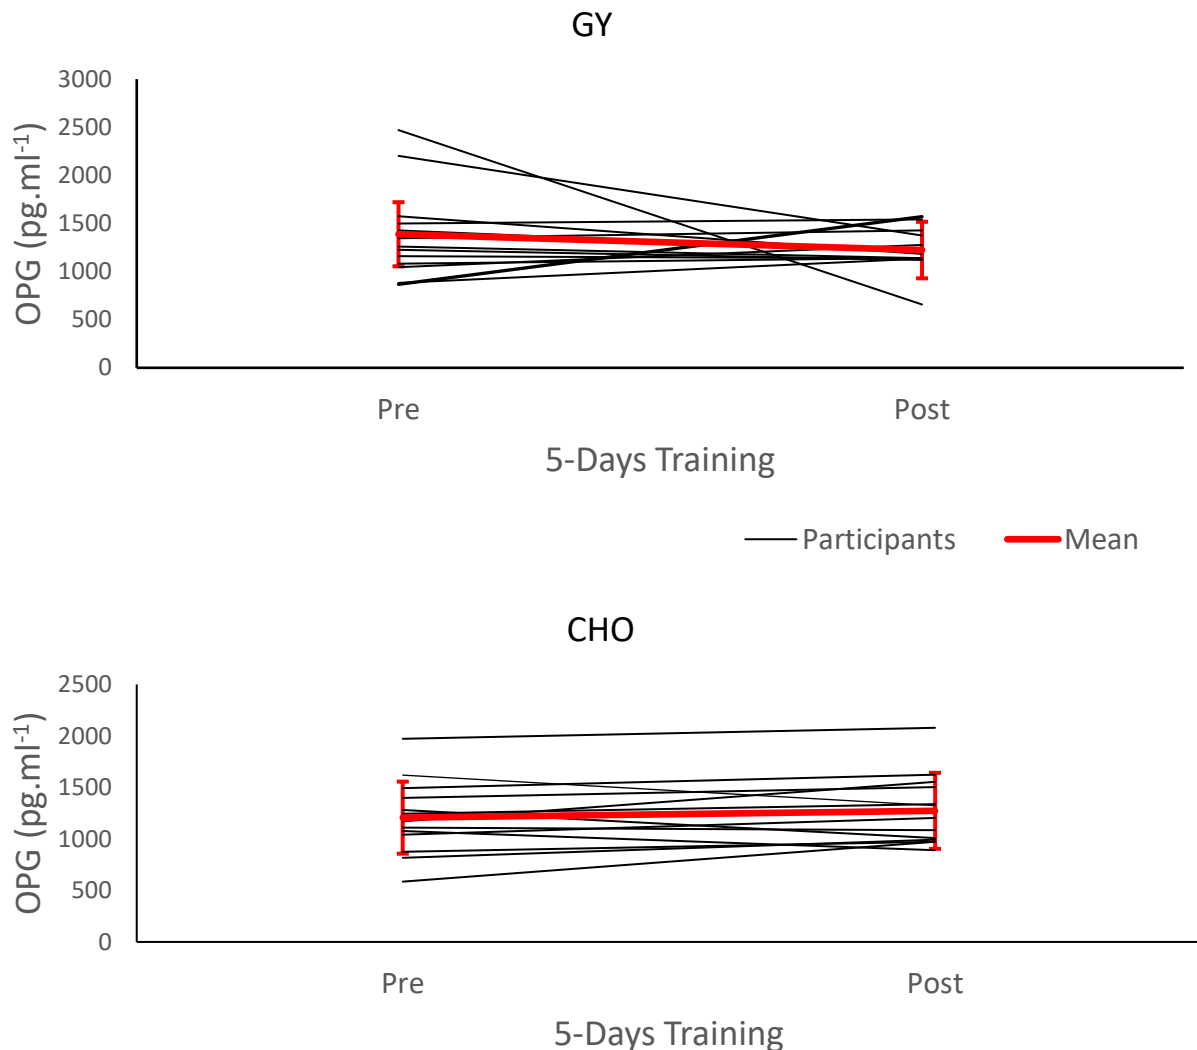 GY
3000
2500
2000
1500
1000
500
0
OPG (pg.ml⁻¹)
Pre Post
5-Days Training
Participants Mean
CHO
2500
2000
1500
1000
500
0
OPG (pg.ml⁻¹)
Pre Post
5-Days Training